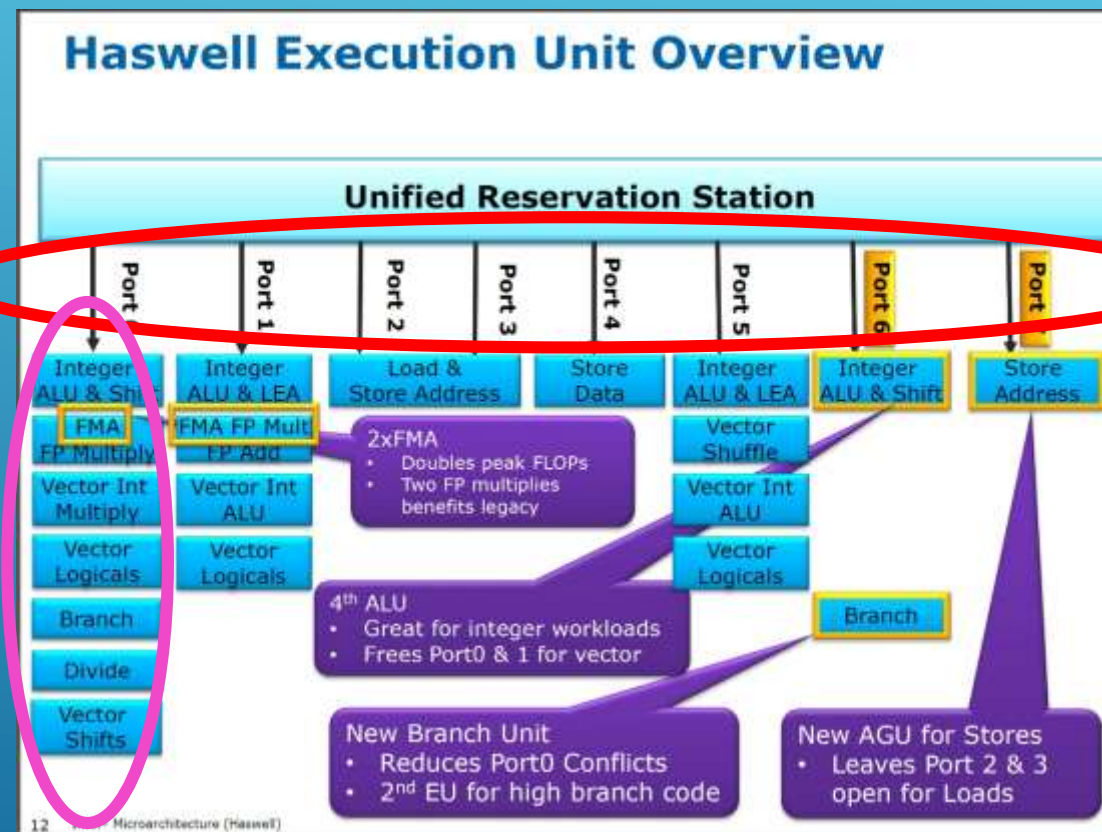 Haswell Execution Unit Overview
Unified Reservation Station
Port
Port 1
Port 2
Port 3
Port 4
Port 5
Port 6
Port
Integer
ALU & Shift
FMA
FP Multiply
Vector Int
Multiply
Vector
Logicals
Branch
Divide
Vector
Shifts
Integer
ALU & LEA
FMA FP Mult
FP Add
Vector Int
ALU
Vector
Logicals
Load &
Store Address
Store
Data
Integer
ALU & LEA
Vector
Shuffle
Vector Int
ALU
Vector
Logicals
Integer
ALU & Shift
Branch
Store
Address
2xFMA
• Doubles peak FLOPs
• Two FP multiplies
benefits legacy
4th ALU
• Great for integer workloads
• Frees Port0 & 1 for vector
New Branch Unit
• Reduces Port0 Conflicts
• 2nd EU for high branch code
New AGU for Stores
• Leaves Port 2 & 3
open for Loads
12 Microarchitecture (Haswell)